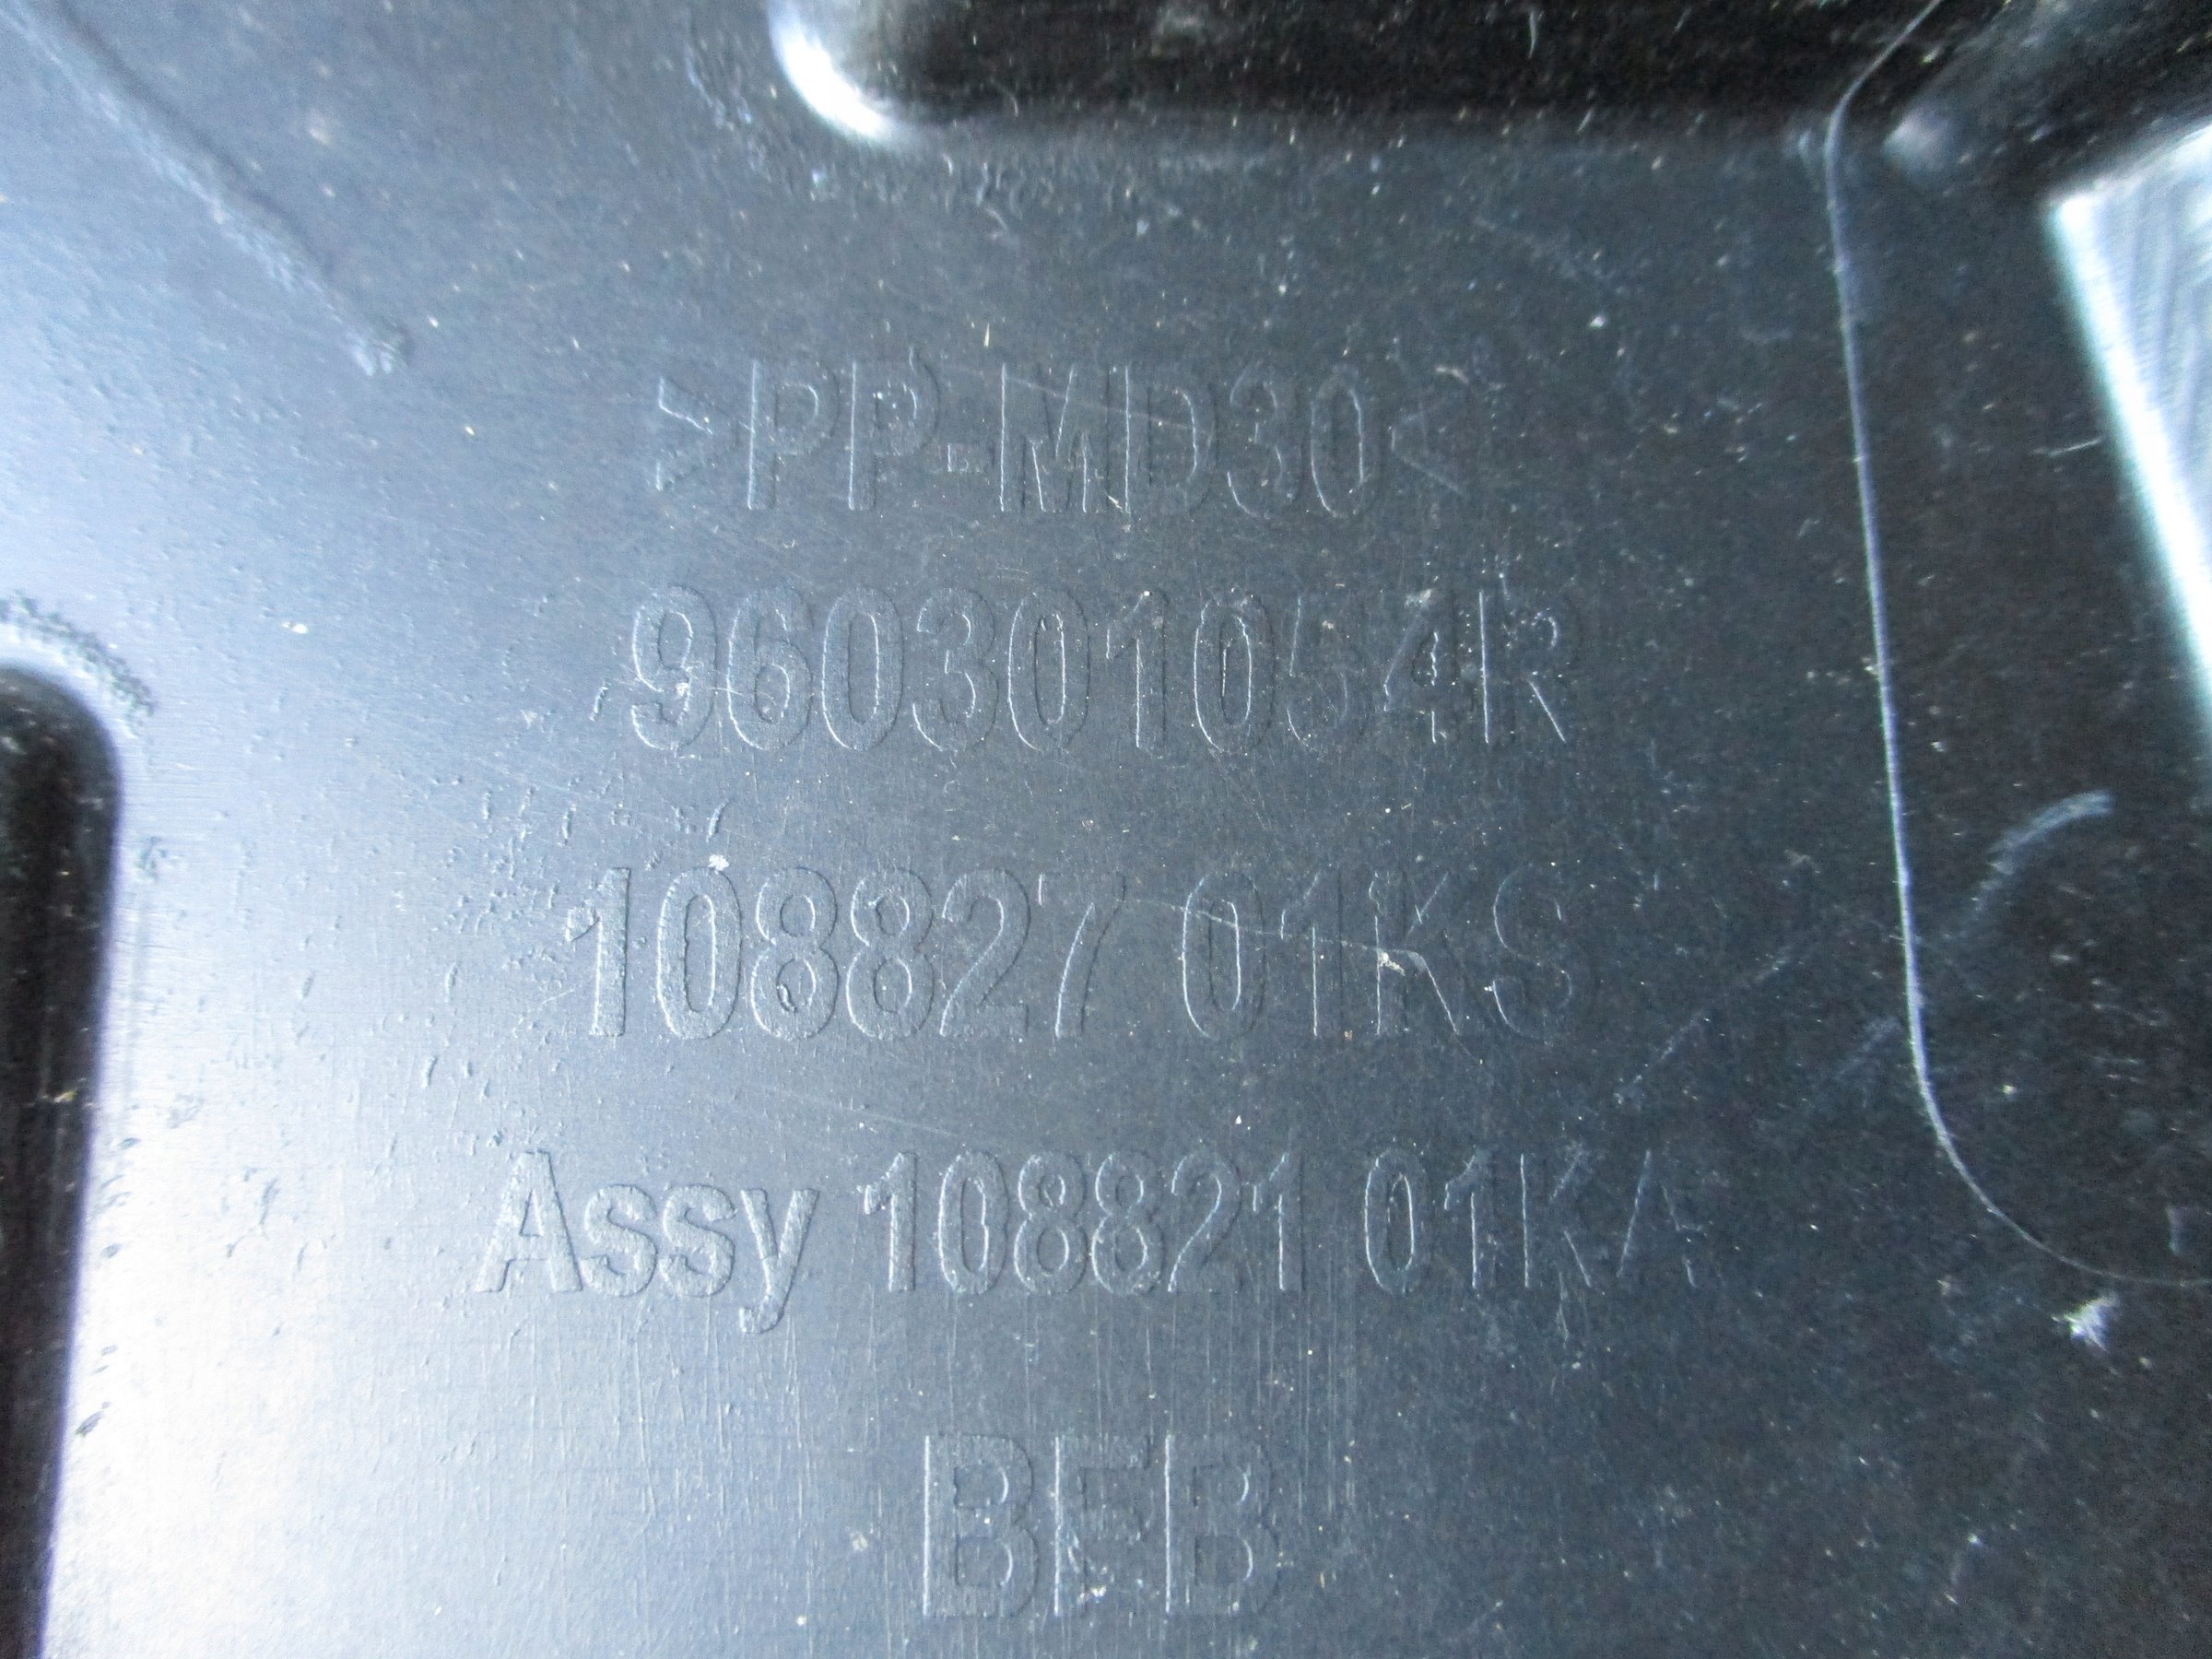 >PP-MD30<
960301054R
108827 01KS
Assy 108821 01KA
BFB